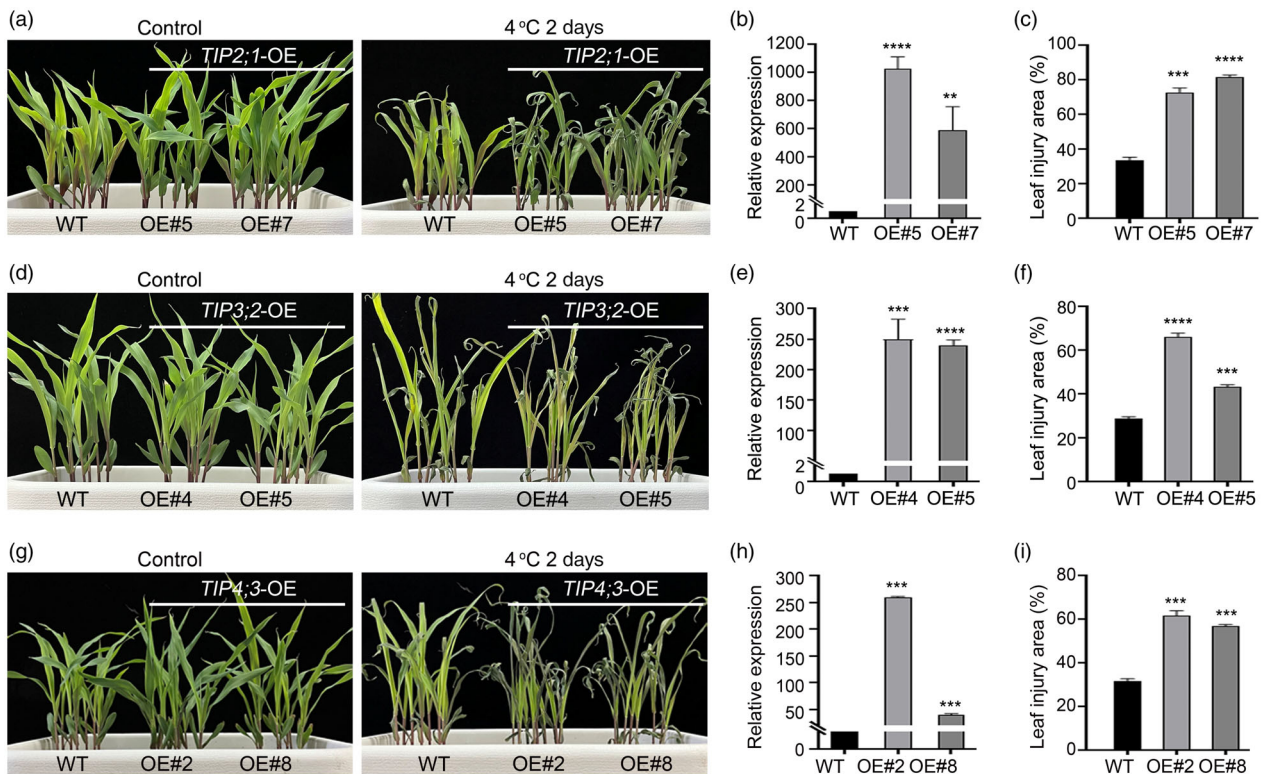 (a)
Control
4 °C 2 days
TIP2;1-OE
TIP2;1-OE
WT
OE#5
OE#7
WT
OE#5
OE#7
(b)
Relative expression
1200
1000
800
600
400
200
2
0
****
**
WT
OE#5
OE#7
(c)
Leaf injury area (%)
100
80
60
40
20
0
***
****
WT
OE#5
OE#7
(d)
Control
4 °C 2 days
TIP3;2-OE
TIP3;2-OE
WT
OE#4
OE#5
WT
OE#4
OE#5
(e)
Relative expression
300
250
200
150
100
2
0
***
****
WT
OE#4
OE#5
(f)
Leaf injury area (%)
80
60
40
20
0
****
***
WT
OE#4
OE#5
(g)
Control
4 °C 2 days
TIP4;3-OE
TIP4;3-OE
WT
OE#2
OE#8
WT
OE#2
OE#8
(h)
Relative expression
300
250
200
150
100
50
0
***
***
WT
OE#2
OE#8
(i)
Leaf injury area (%)
80
60
40
20
0
***
***
WT
OE#2
OE#8